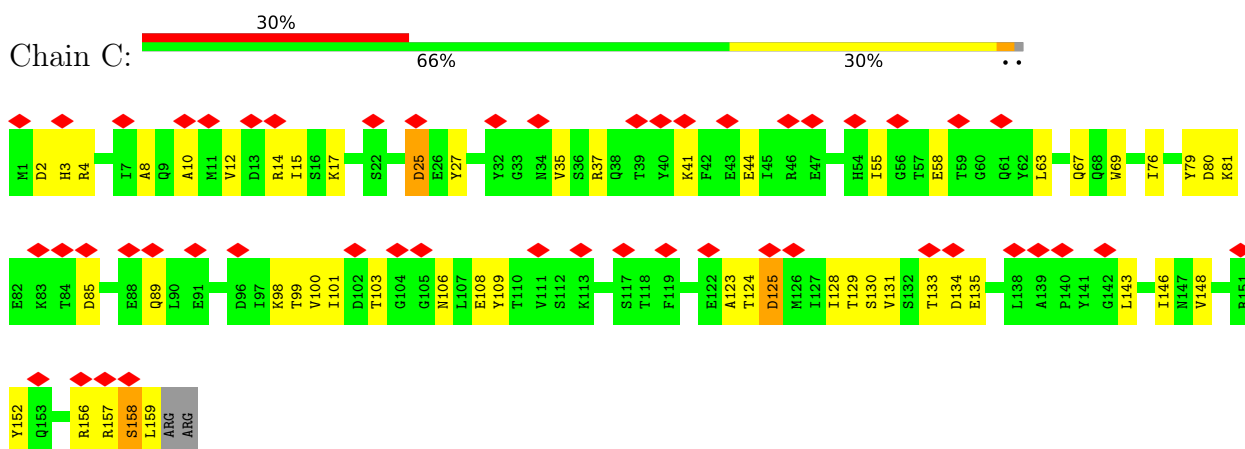 30%
Chain C:
66% 30% • •
M1 D2 H3 R4 I7 A8 Q9 A10 M11 V12 D13 R14 I15 S16 K17 S22 D25 E26 Y27 Y32 G33 N34 V35 S36 R37 Q38 T39 Y40 K41 F42 E43 E44 I45 R46 E47 H54 I55 G56 T57 E58 T59 G60 Q61 Y62 L63 Q67 Q68 W69 I76 Y79 D80 K81
E82 K83 T84 D85 E88 Q89 L90 E91 D96 I97 K98 T99 V100 I101 D102 T103 G104 G105 N106 L107 E108 Y109 T110 V111 S112 K113 S117 T118 F119 E122 A123 T124 D125 M126 I127 I128 T129 S130 V131 S132 T133 D134 E135 L138 A139 P140 Y141 G142 L143 I146 N147 V148
Y152 Q153 R156 R157 S158 L159 ARG ARG